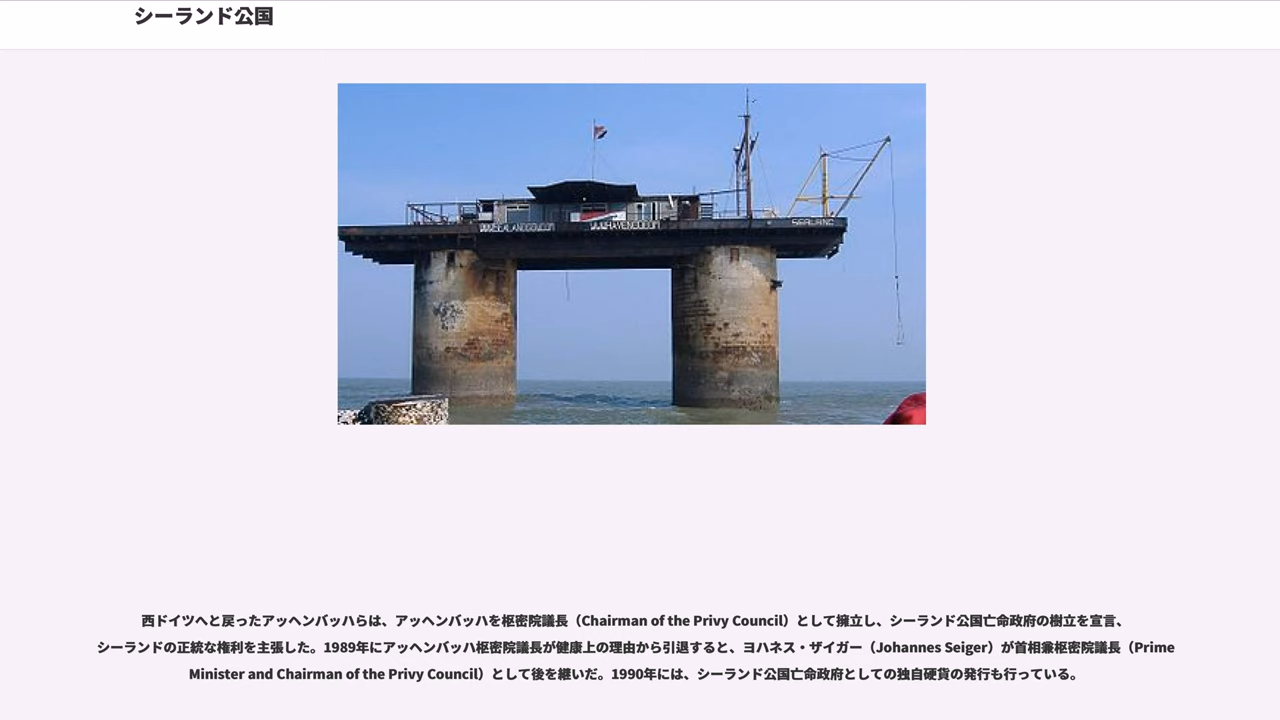 シーランド公国
SEALAND
西ドイツへと戻ったアッヘンバッハらは、アッヘンバッハを枢密院議長（Chairman of the Privy Council）として擁立し、シーランド公国亡命政府の樹立を宣言、
シーランドの正統な権利を主張した。1989年にアッヘンバッハ枢密院議長が健康上の理由から引退すると、ヨハネス・ザイガー（Johannes Seiger）が首相兼枢密院議長（Prime
Minister and Chairman of the Privy Council）として後を継いだ。1990年には、シーランド公国亡命政府としての独自硬貨の発行も行っている。